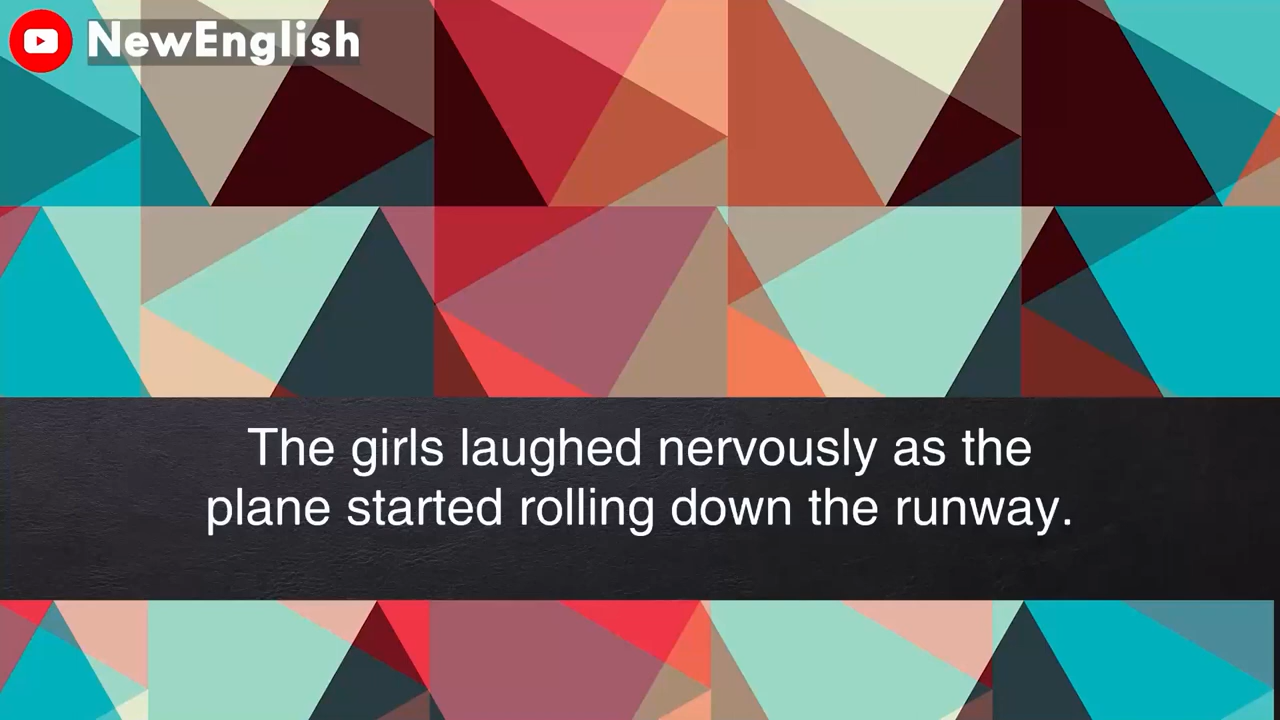 NewEnglish
The girls laughed nervously as the
plane started rolling down the runway.